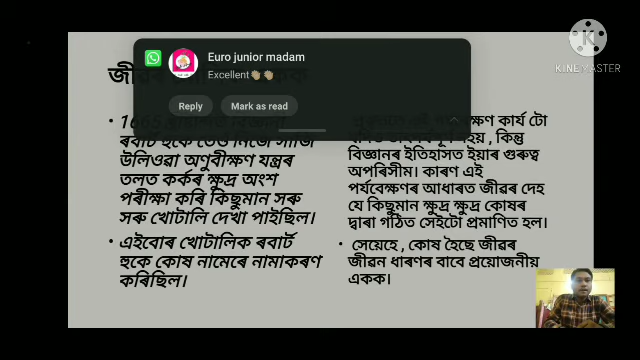 Euro junior madam
Excellent👏🏼👏🏼
Reply
Mark as read
KINEMASTER
ৰবাৰ্ট হুকে তেওঁ নিজে সাজি
উলিওৱা অণুবীক্ষণ যন্ত্ৰৰ
তলত কৰ্কৰ ক্ষুদ্ৰ অংশ
পৰীক্ষা কৰি কিছুমান সৰু
সৰু খোটালি দেখা পাইছিল।
• এইবোৰ খোটালিক ৰবাৰ্ট
হুকে কোষ নামেৰে নামাকৰণ
কৰিছিল।
কাৰ্য টো
হয়, কিন্তু
বিজ্ঞানৰ ইতিহাসত ইয়াৰ গুৰুত্ব
অপৰিসীম। কাৰণ এই
পৰ্যবেক্ষণৰ আধাৰত জীৱৰ দেহ
যে কিছুমান ক্ষুদ্ৰ ক্ষুদ্ৰ কোষৰ
দ্বাৰা গঠিত সেইটো প্ৰমাণিত হল।
• সেয়েহে , কোষ হৈছে জীৱৰ
জীৱন ধাৰণৰ বাবে প্ৰয়োজনীয়
একক।